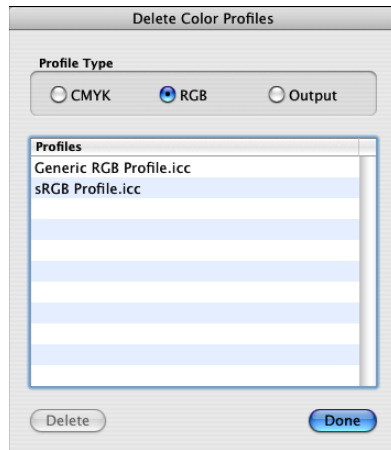 Delete Color Profiles
Profile Type
CMYK RGB Output
Profiles
Generic RGB Profile.icc
sRGB Profile.icc
Delete Done